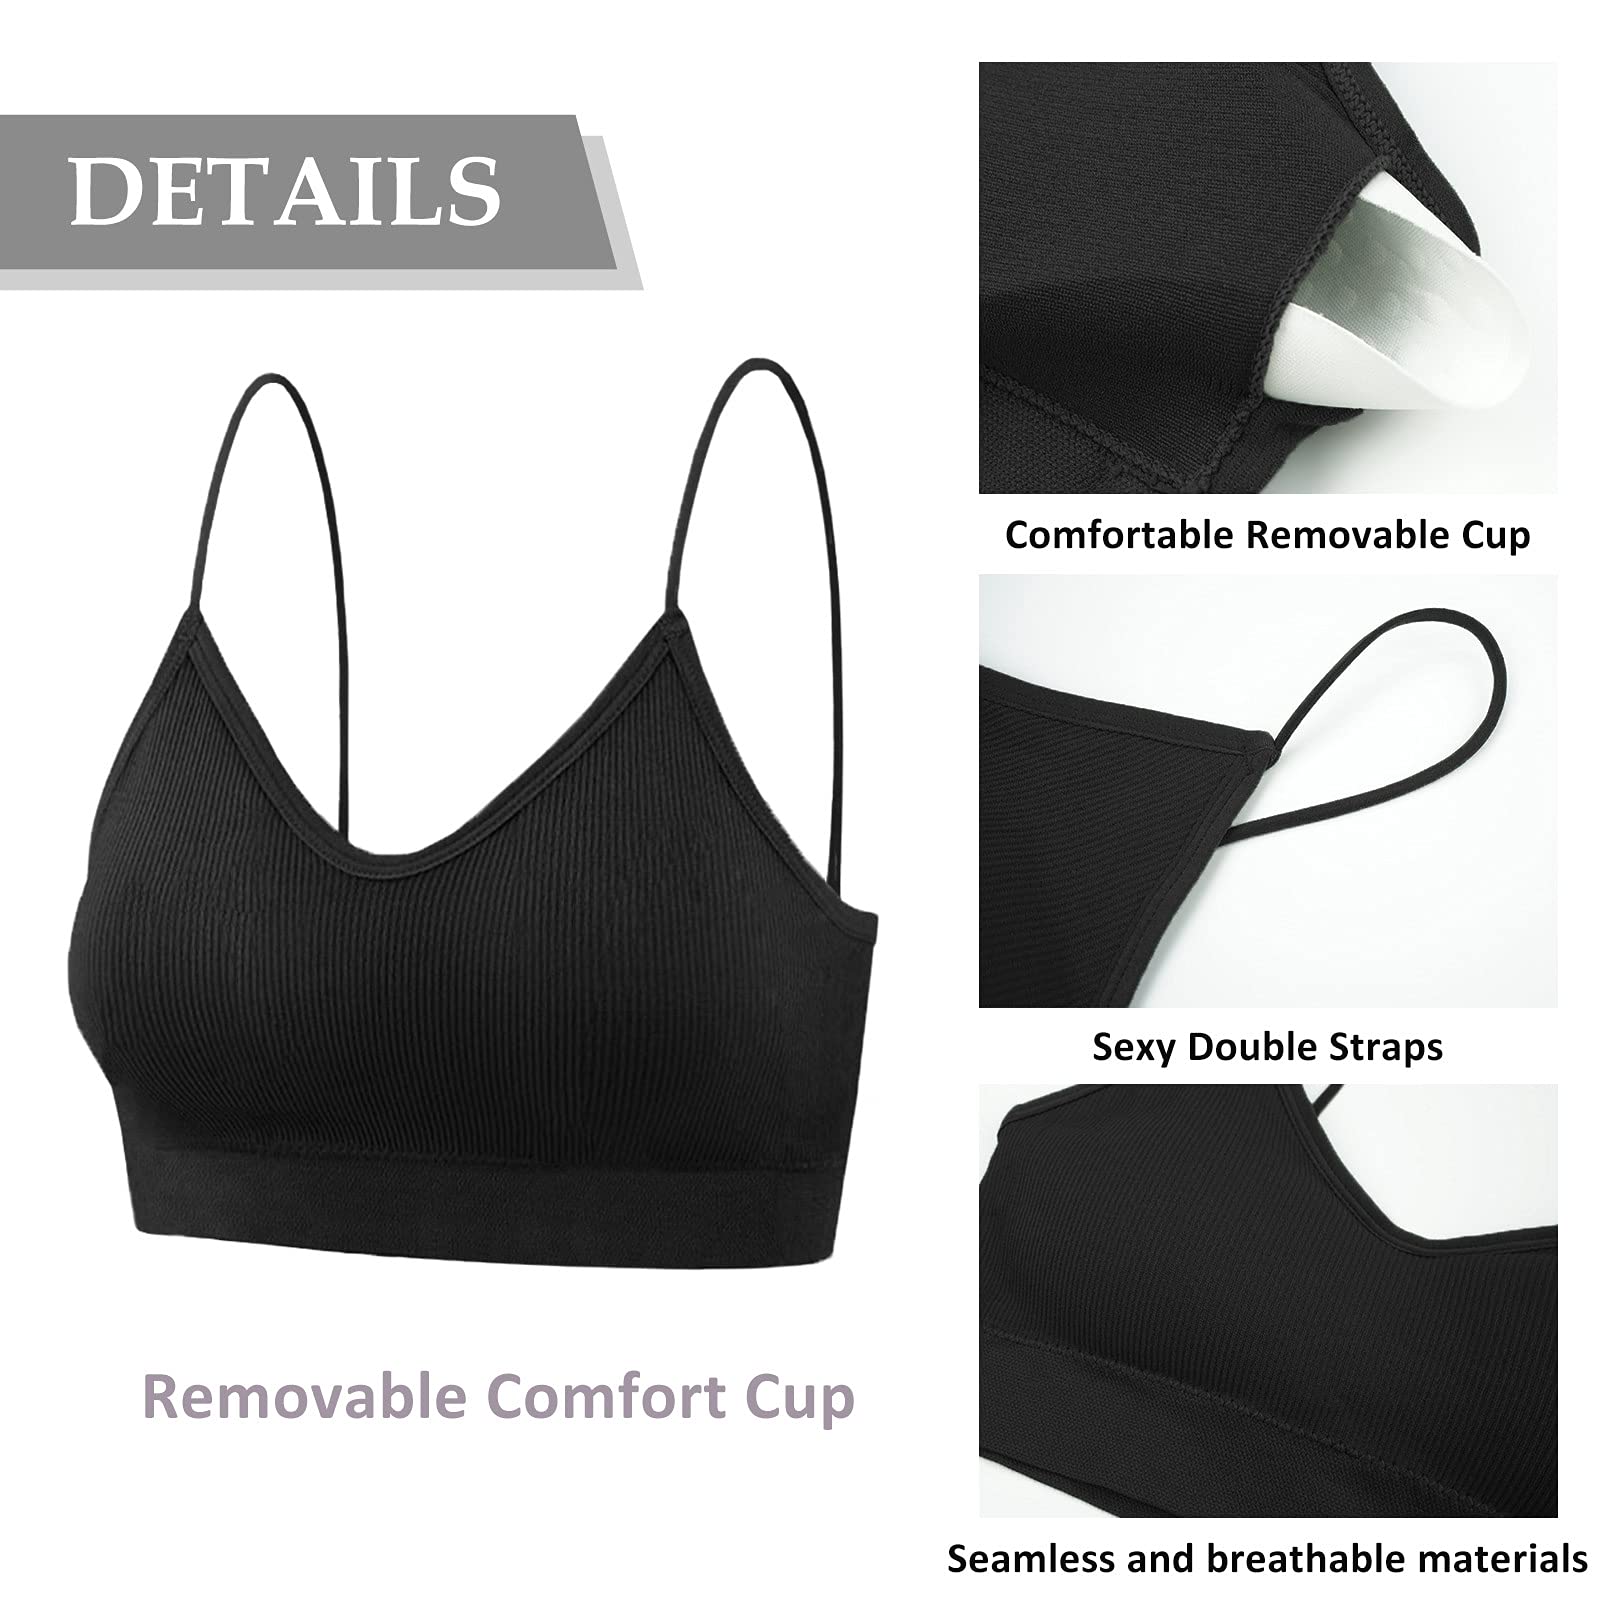 DETAILS
Comfortable Removable Cup
Sexy Double Straps
Removable Comfort Cup
Seamless and breathable materials